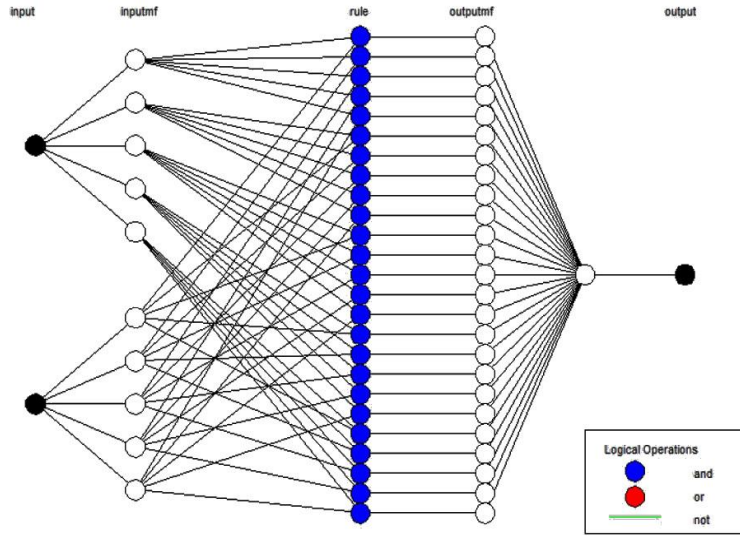 input inputmf rule outputmf output
Logical Operations
and
or
not